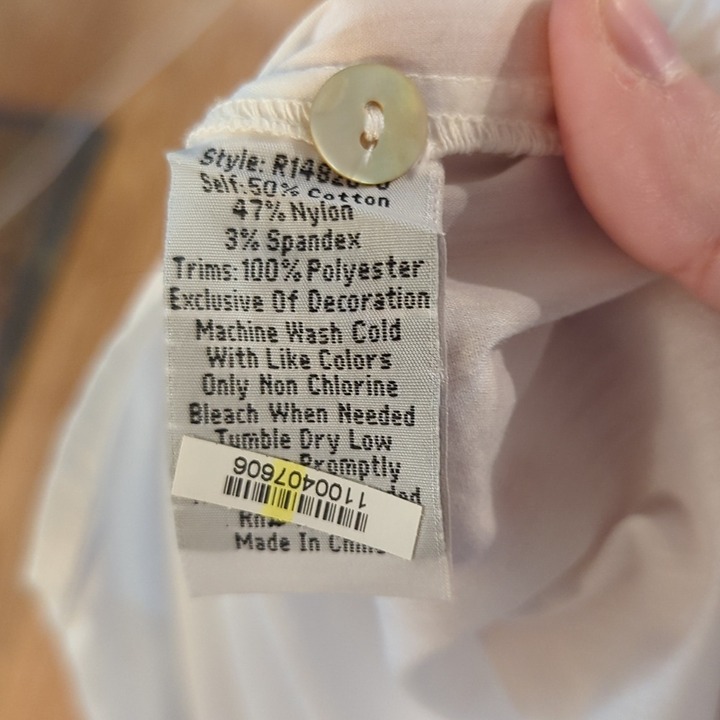 Style:
Self:50% Cotton
47% Nylon
3% Spandex
Trims:100% Polyester
Exclusive Of Decoration
Machine Wash Cold
With Like Colors
Only Non Chlorine
Bleach When Needed
Tumble Dry Low
Promptly
1100407606
Made In